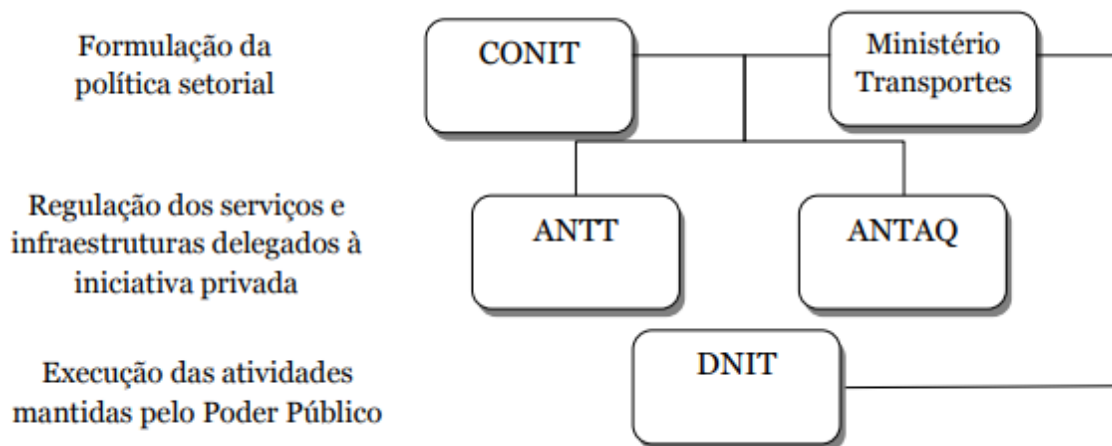 Formulação da
política setorial
CONIT
Ministério
Transportes
Regulação dos serviços e
infraestruturas delegados à
iniciativa privada
ANTT
ANTAQ
Execução das atividades
mantidas pelo Poder Público
DNIT